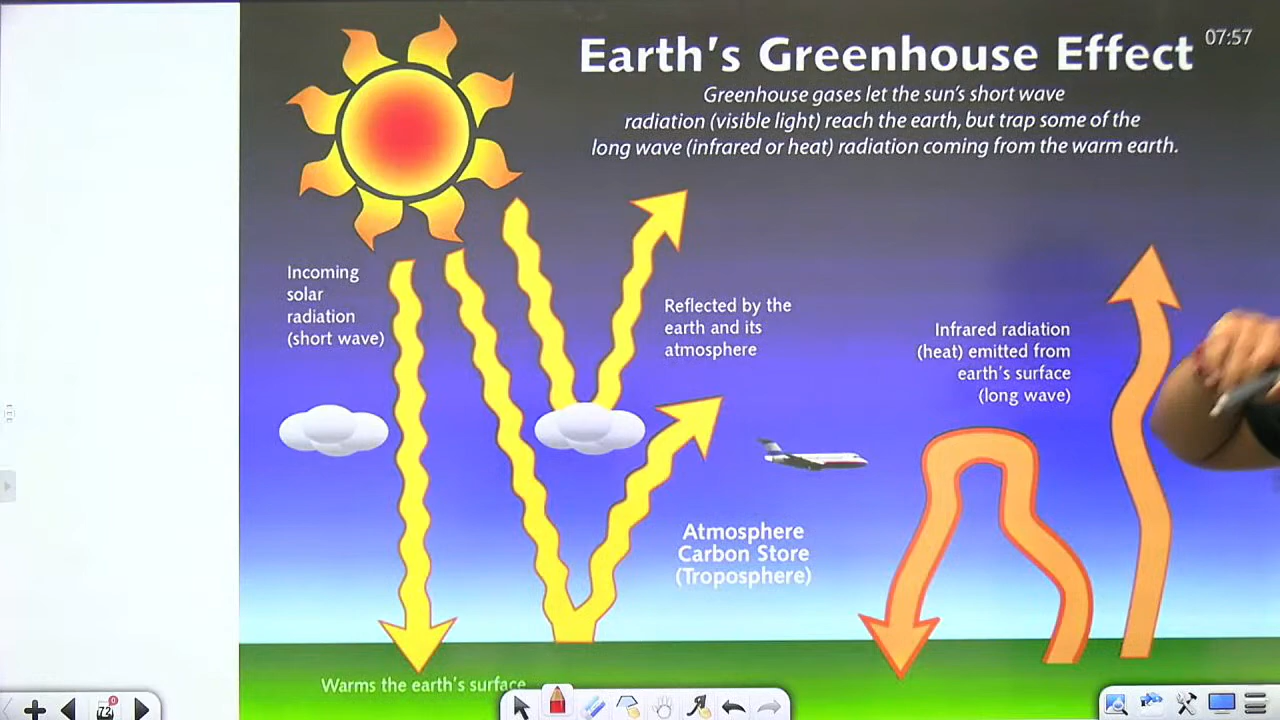 07:57
Earth's Greenhouse Effect
Greenhouse gases let the sun's short wave
radiation (visible light) reach the earth, but trap some of the
long wave (infrared or heat) radiation coming from the warm earth.
Incoming
solar
radiation
(short wave)
Reflected by the
earth and its
atmosphere
Infrared radiation
(heat) emitted from
earth's surface
(long wave)
Atmosphere
Carbon Store
(Troposphere)
Warms the earth's surface
72